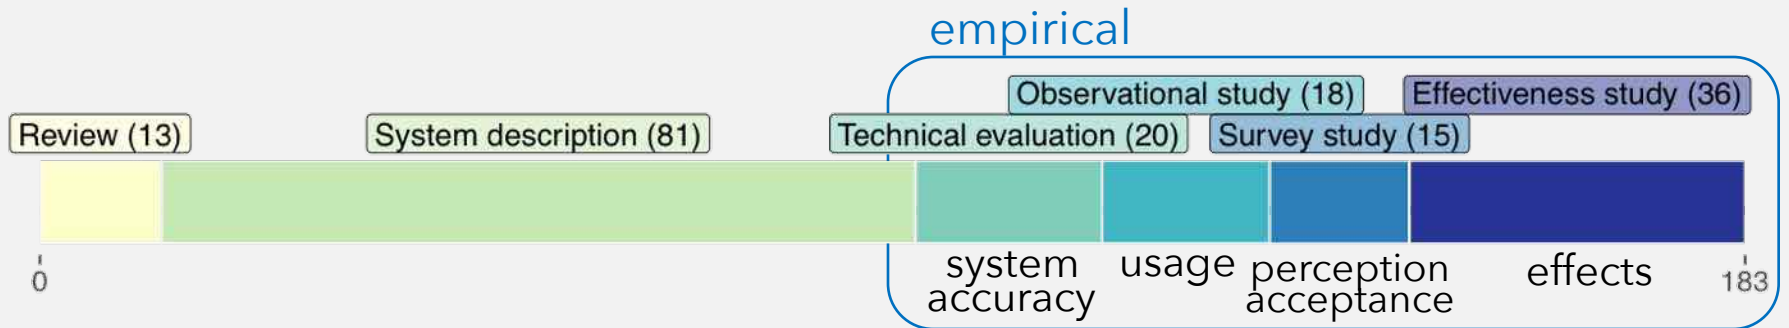 empirical
Observational study (18)
Effectiveness study (36)
Review (13)
System description (81)
Technical evaluation (20)
Survey study (15)
system
accuracy
usage
perception
acceptance
effects
0
183